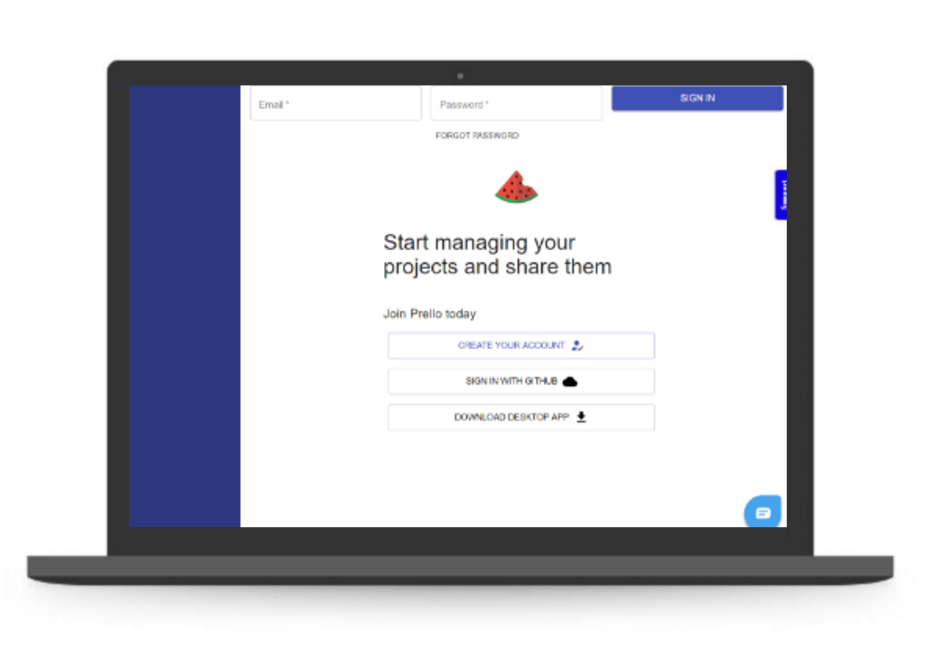 Email *
Password *
SIGN IN
FORGOT PASSWORD
Start managing your
projects and share them
Join Prello today
CREATE YOUR ACCOUNT
SIGN IN WITH GITHUB
DOWNLOAD DESKTOP APP